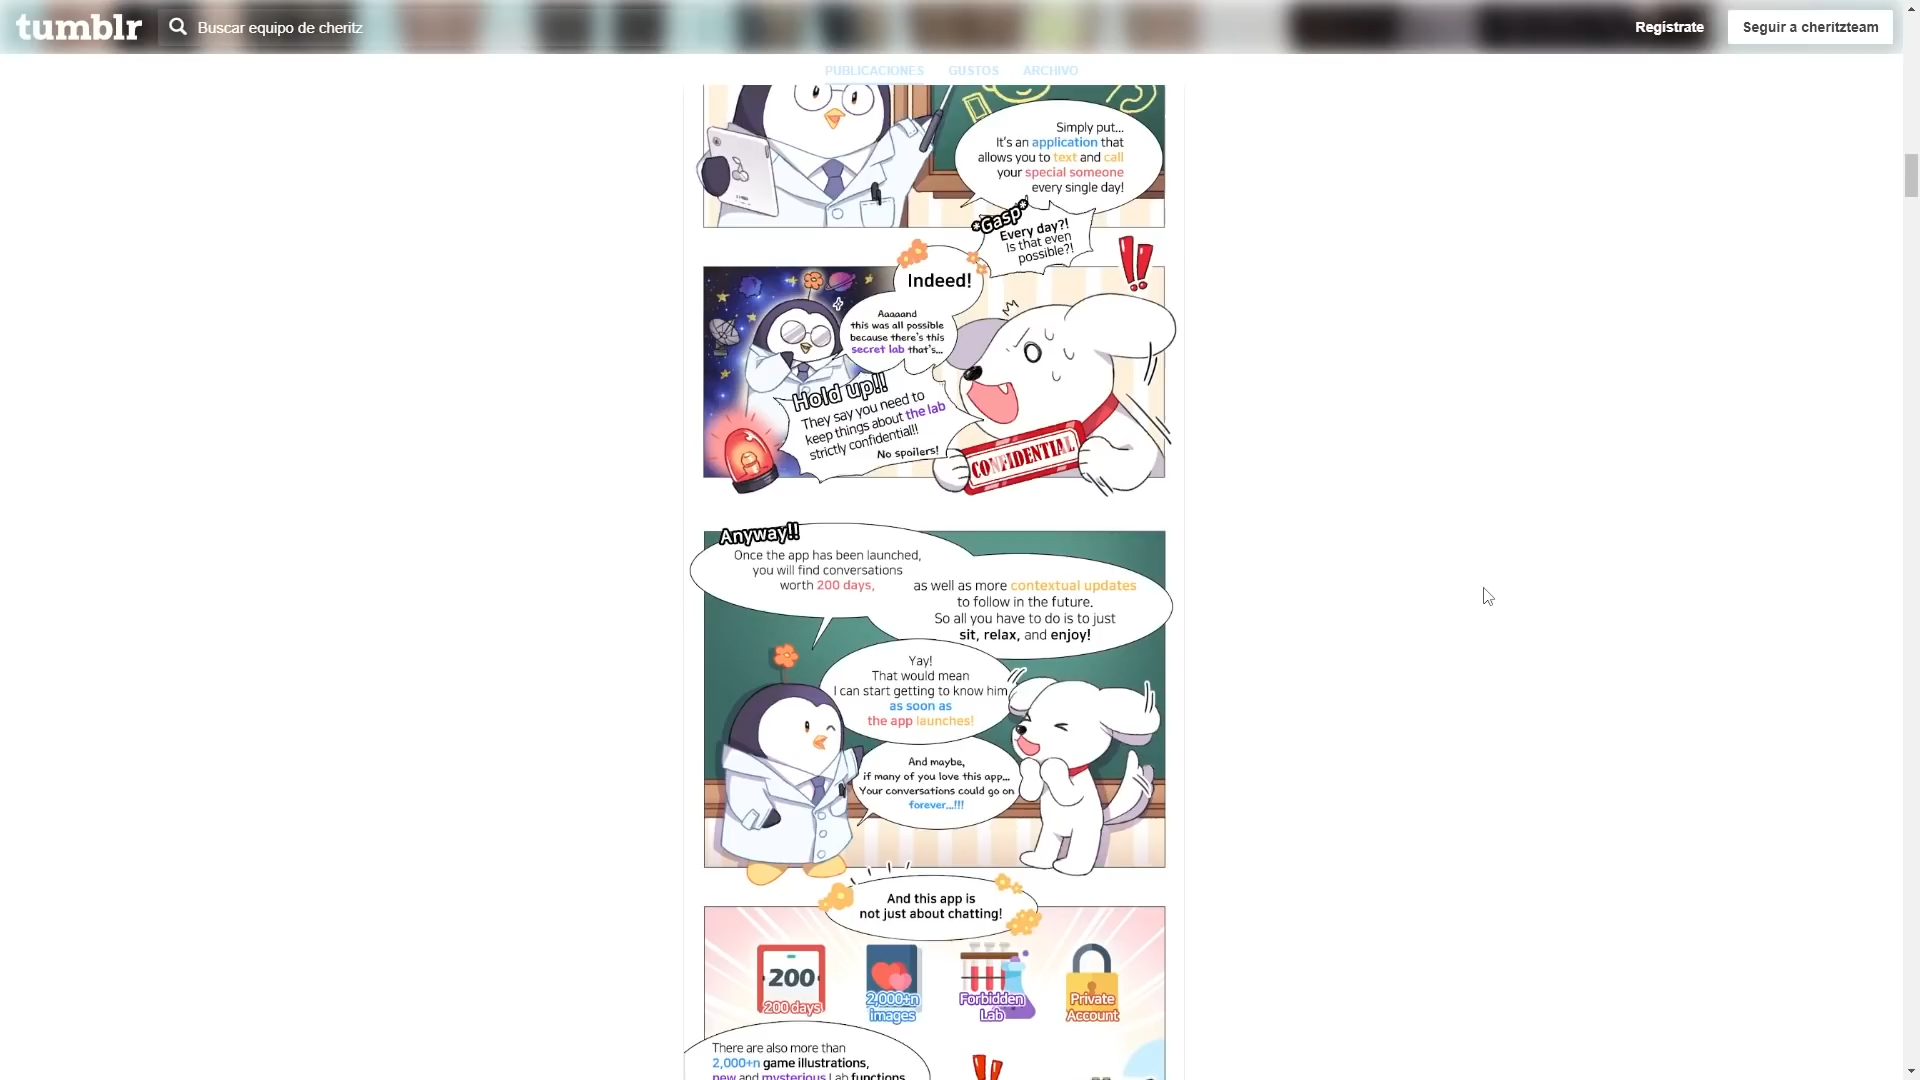 tumblr
Buscar equipo de cheritz
Regístrate
Seguir a cheritzteam
PUBLICACIONES
GUSTOS
ARCHIVO
Simply put...
It's an application that
allows you to text and call
your special someone
every single day!
*Gasp*
Every day?!
Is that even
possible?!
Indeed!
Aaaaand
this was all possible
because there's this
secret lab that's...
Hold up!!
They say you need to
keep things about the lab
strictly confidential!!
No spoilers!
CONFIDENTIAL
Anyway!!
Once the app has been launched,
you will find conversations
worth 200 days,
as well as more contextual updates
to follow in the future.
So all you have to do is to just
sit, relax, and enjoy!
Yay!
That would mean
I can start getting to know him
as soon as
the app launches!
And maybe,
if many of you love this app...
Your conversations could go on
forever...!!!
And this app is
not just about chatting!
200
200 days
2,000+n
images
Forbidden
Lab
Private
Account
There are also more than
2,000+n game illustrations,
new and mysterious Lab functions